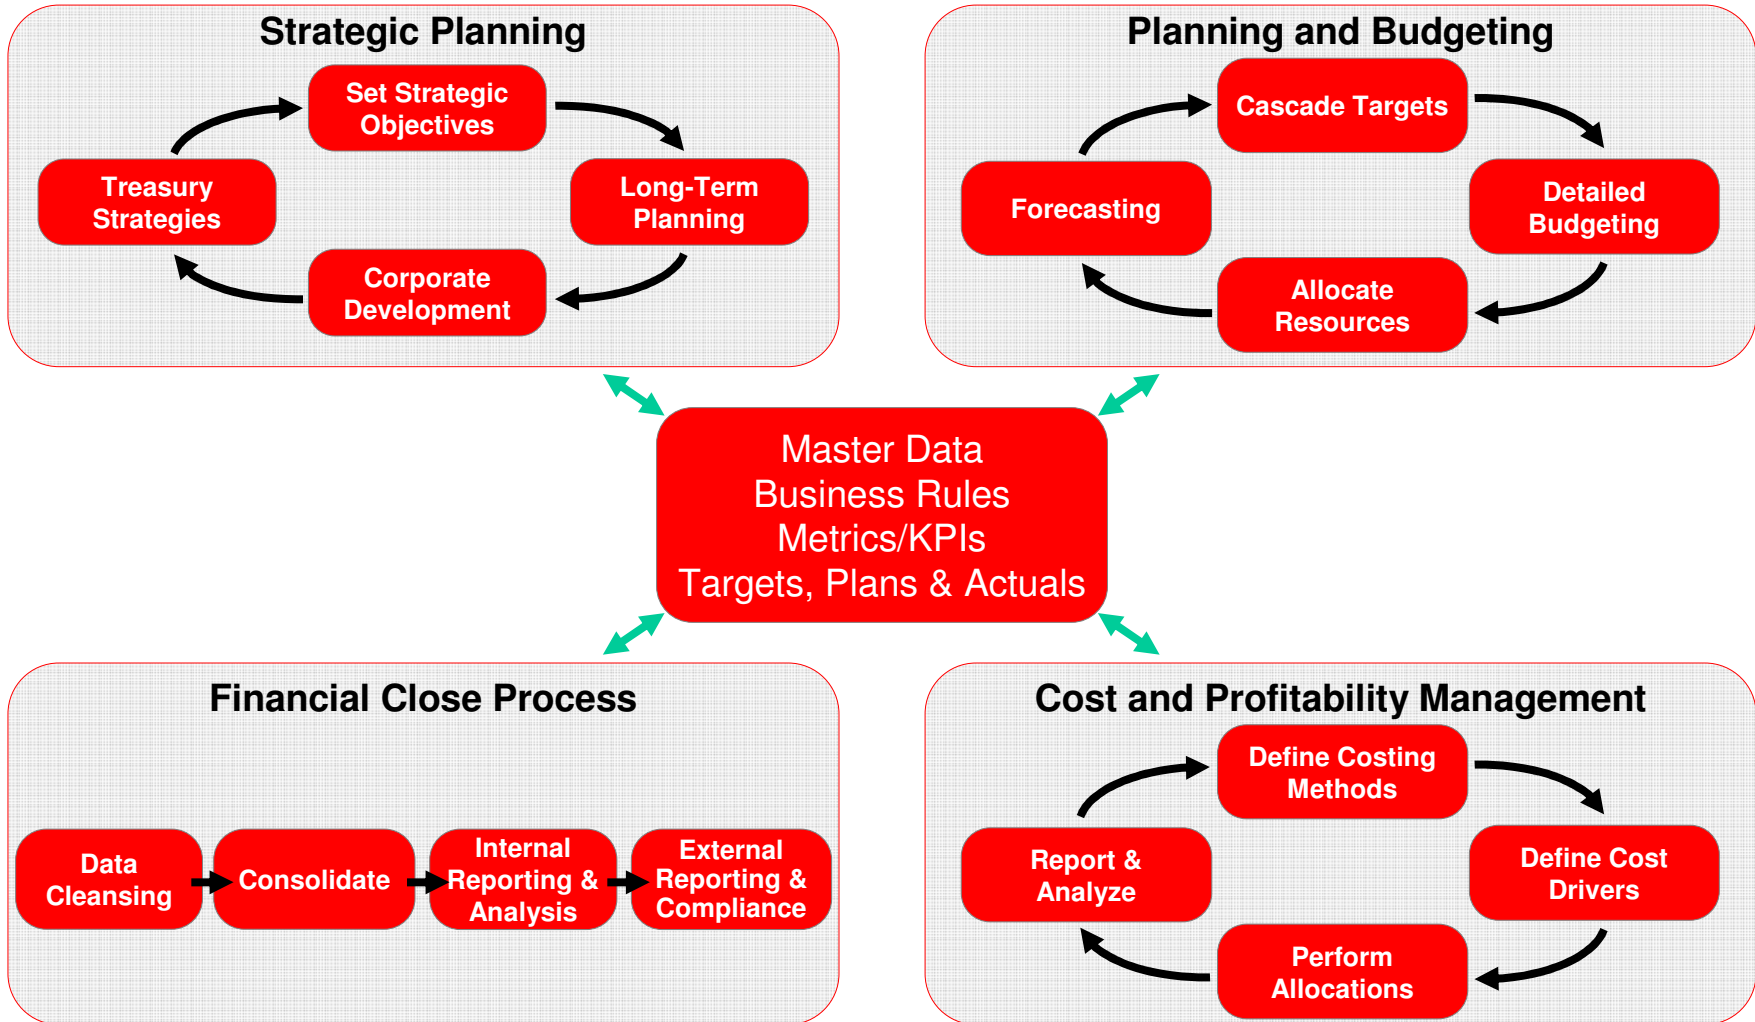 Strategic Planning
Set Strategic
Objectives
Treasury
Strategies
Long-Term
Planning
Corporate
Development
Planning and Budgeting
Cascade Targets
Forecasting
Detailed
Budgeting
Allocate
Resources
Master Data
Business Rules
Metrics/KPIs
Targets, Plans & Actuals
Financial Close Process
Data
Cleansing
Consolidate
Internal
Reporting &
Analysis
External
Reporting &
Compliance
Cost and Profitability Management
Define Costing
Methods
Report &
Analyze
Define Cost
Drivers
Perform
Allocations